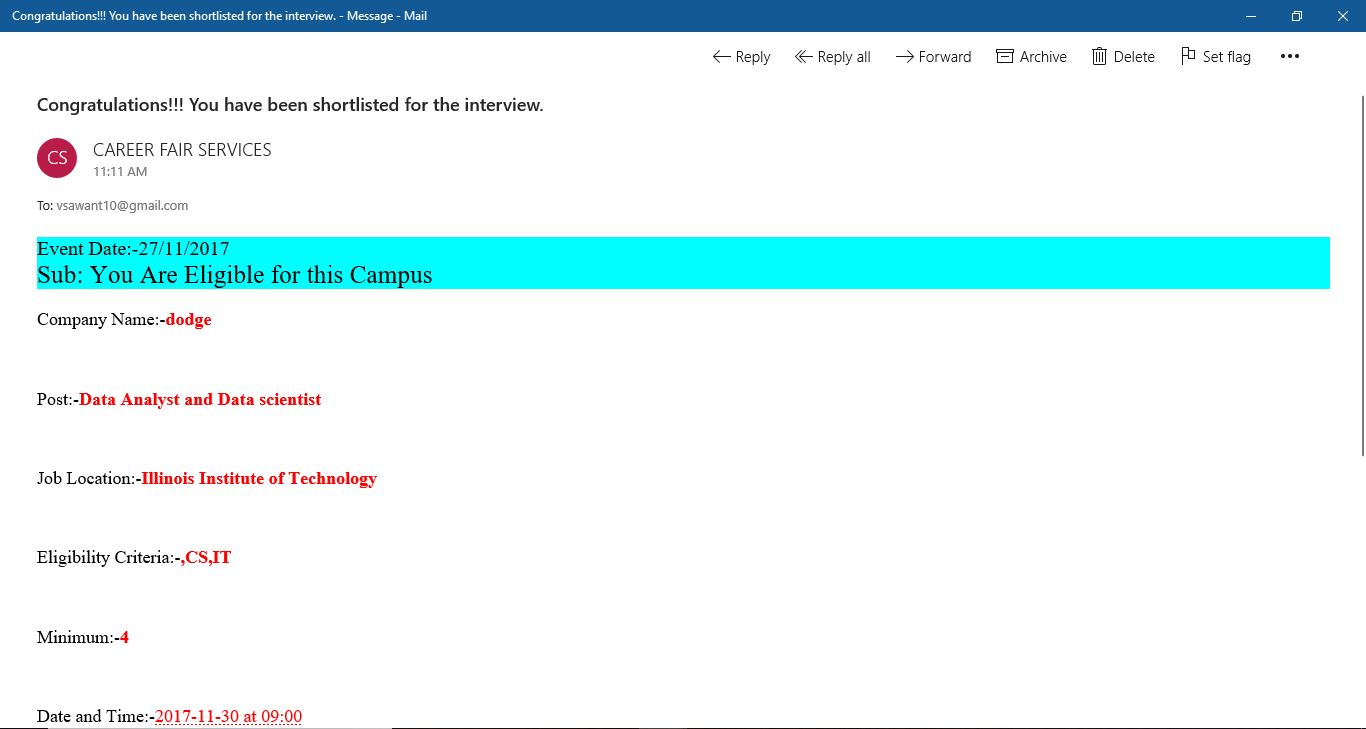 Congratulations!!! You have been shortlisted for the interview. - Message - Mail
Reply Reply all Forward Archive Delete Set flag
Congratulations!!! You have been shortlisted for the interview.
CS
CAREER FAIR SERVICES
11:11 AM
To: vsawant10@gmail.com
Event Date:-27/11/2017
Sub: You Are Eligible for this Campus
Company Name:-dodge
Post:-Data Analyst and Data scientist
Job Location:-Illinois Institute of Technology
Eligibility Criteria:-,CS,IT
Minimum:-4
Date and Time:-2017-11-30 at 09:00